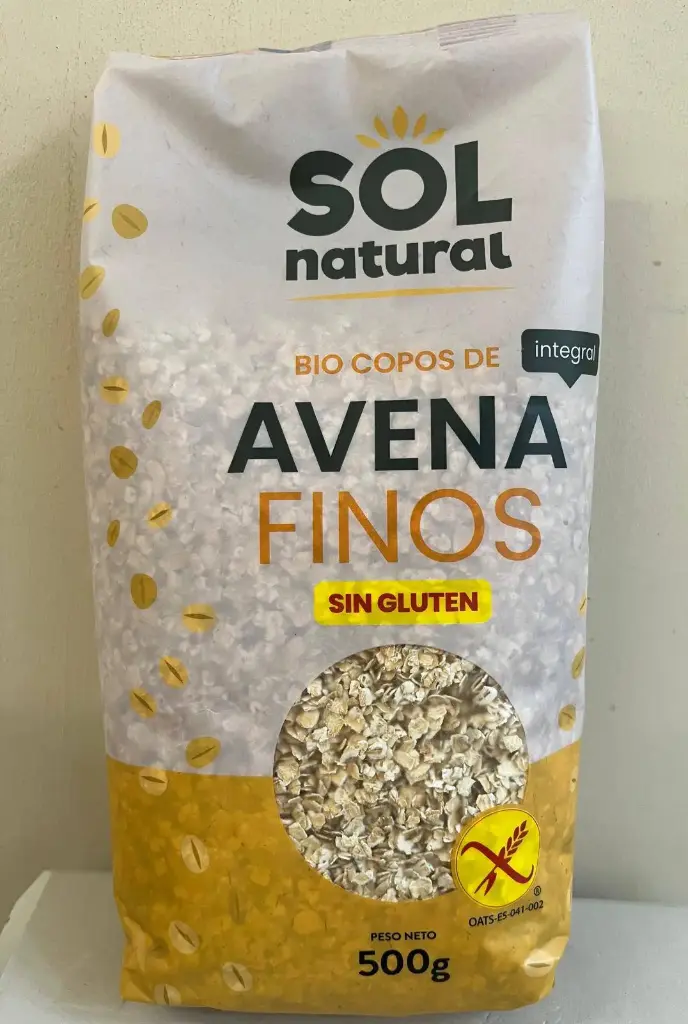 SOL
natural
BIO COPOS DE
integral
AVENA
FINOS
SIN GLUTEN
®
OATS-ES-041-002
PESO NETO
500g